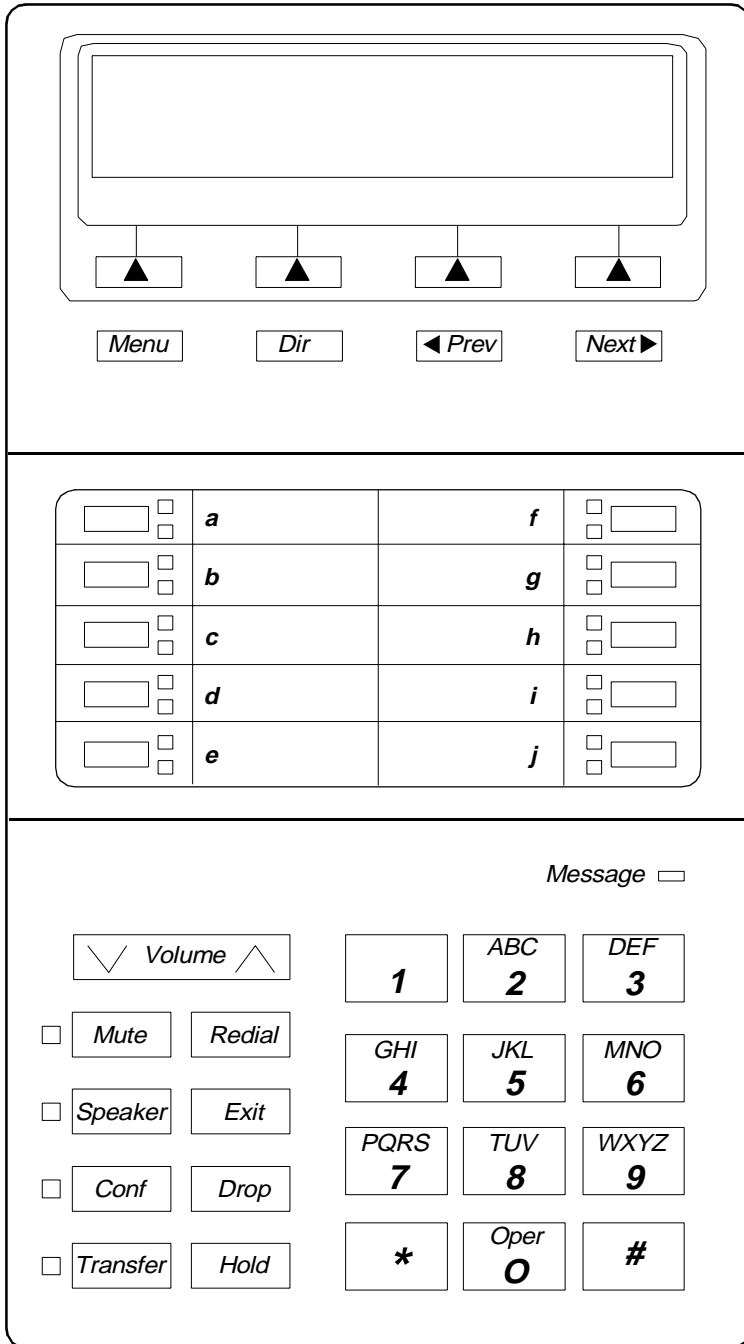 Menu Dir ◀ Prev Next ▶
a f
b g
c h
d i
e j
Message
Volume
1
ABC
2
DEF
3
Mute Redial
GHI
4
JKL
5
MNO
6
Speaker Exit
PQRS
7
TUV
8
WXYZ
9
Conf Drop
*
Oper
O
#
Transfer Hold